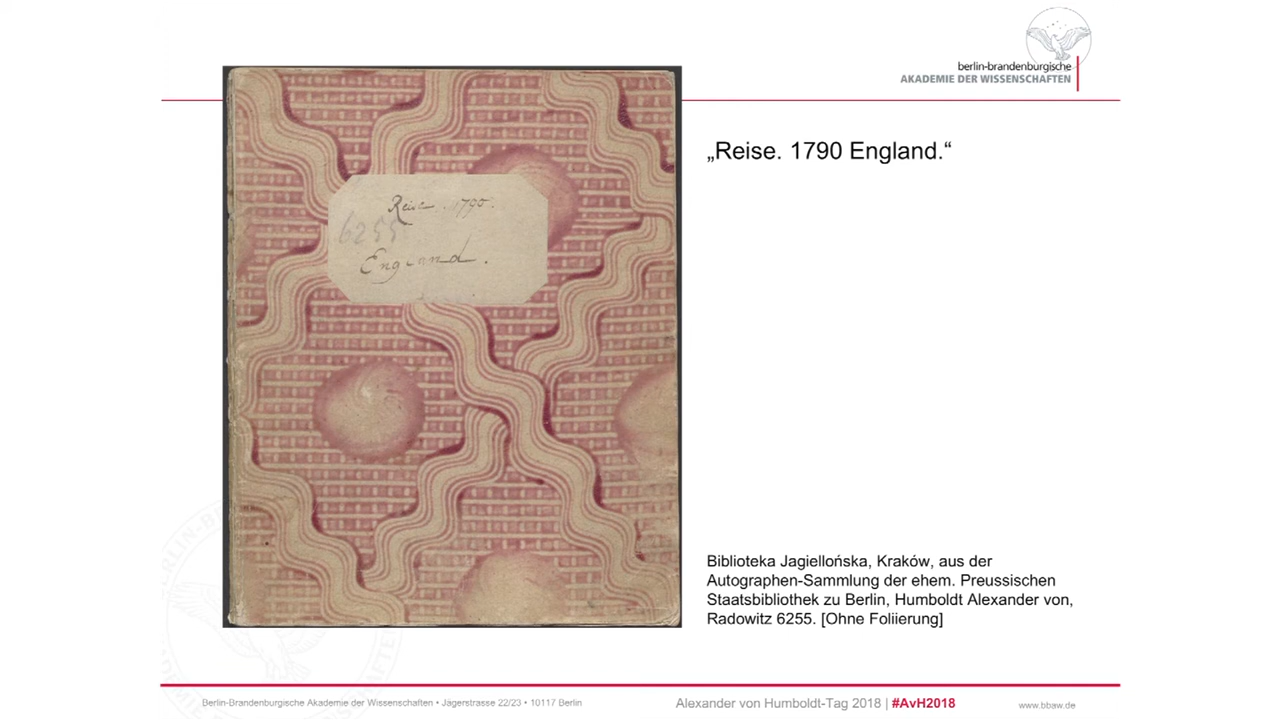 berlin-brandenburgische
AKADEMIE DER WISSENSCHAFTEN
„Reise. 1790 England.“
Reise. 1790.
6255
England.
Biblioteka Jagiellońska, Kraków, aus der
Autographen-Sammlung der ehem. Preussischen
Staatsbibliothek zu Berlin, Humboldt Alexander von,
Radowitz 6255. [Ohne Foliierung]
Berlin-Brandenburgische Akademie der Wissenschaften • Jägerstrasse 22/23 • 10117 Berlin
Alexander von Humboldt-Tag 2018 | #AvH2018
www.bbaw.de